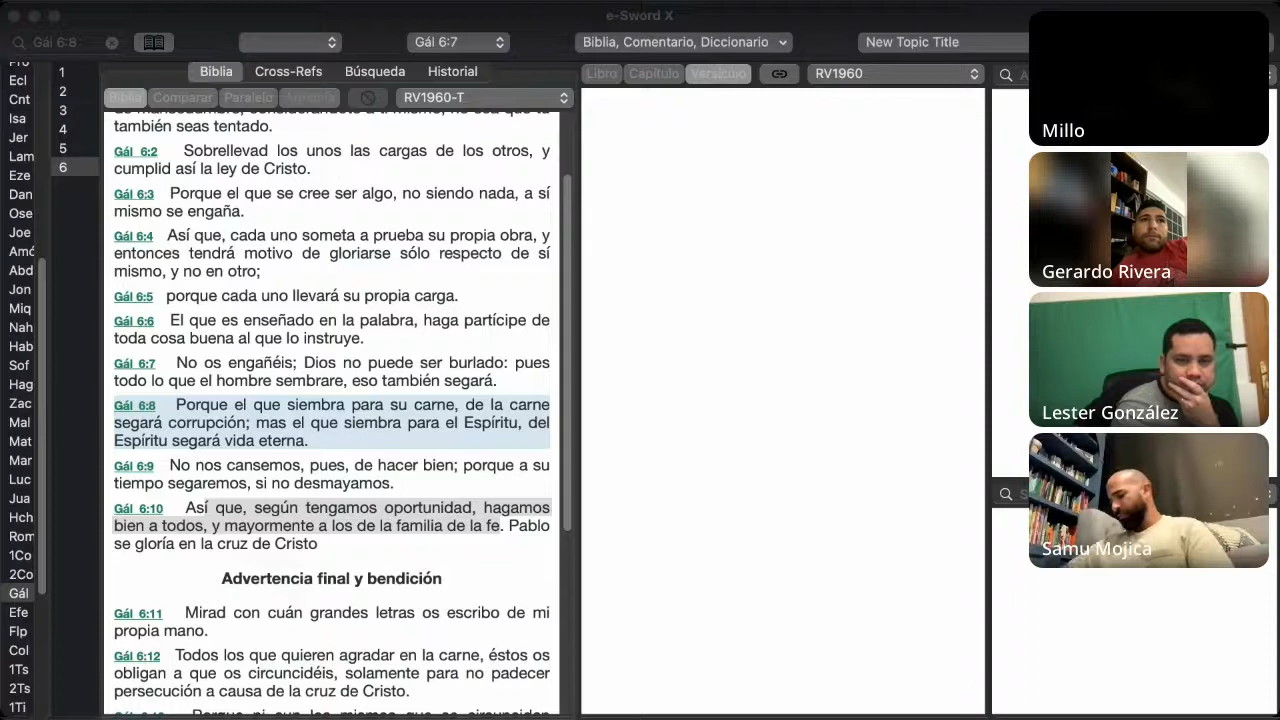 e-Sword X
Gál 6:8
Gál 6:7
Biblia, Comentario, Diccionario
New Topic Title
Biblia
Cross-Refs
Búsqueda
Historial
Libro
Capítulo
Versículo
RV1960
Biblia
Comparar
Paralelo
RV1960-T
Pro
Ecl
Cnt
Isa
Jer
Lam
Eze
Dan
Ose
Joe
Amó
Abd
Jon
Miq
Nah
Hab
Sof
Hag
Zac
Mal
Mat
Mar
Luc
Jua
Hch
Rom
1Co
2Co
Gál
Efe
Flp
Col
1Ts
2Ts
1Ti
1
2
3
4
5
6
también seas tentado.
Gál 6:2 Sobrellevad los unos las cargas de los otros, y
cumplid así la ley de Cristo.
Gál 6:3 Porque el que se cree ser algo, no siendo nada, a sí
mismo se engaña.
Gál 6:4 Así que, cada uno someta a prueba su propia obra, y
entonces tendrá motivo de gloriarse sólo respecto de sí
mismo, y no en otro;
Gál 6:5 porque cada uno llevará su propia carga.
Gál 6:6 El que es enseñado en la palabra, haga partícipe de
toda cosa buena al que lo instruye.
Gál 6:7 No os engañéis; Dios no puede ser burlado: pues
todo lo que el hombre sembrare, eso también segará.
Gál 6:8 Porque el que siembra para su carne, de la carne
segará corrupción; mas el que siembra para el Espíritu, del
Espíritu segará vida eterna.
Gál 6:9 No nos cansemos, pues, de hacer bien; porque a su
tiempo segaremos, si no desmayamos.
Gál 6:10 Así que, según tengamos oportunidad, hagamos
bien a todos, y mayormente a los de la familia de la fe. Pablo
se gloría en la cruz de Cristo
Advertencia final y bendición
Gál 6:11 Mirad con cuán grandes letras os escribo de mi
propia mano.
Gál 6:12 Todos los que quieren agradar en la carne, éstos os
obligan a que os circuncidéis, solamente para no padecer
persecución a causa de la cruz de Cristo.
Millo
Gerardo Rivera
Lester González
Samu Mojica